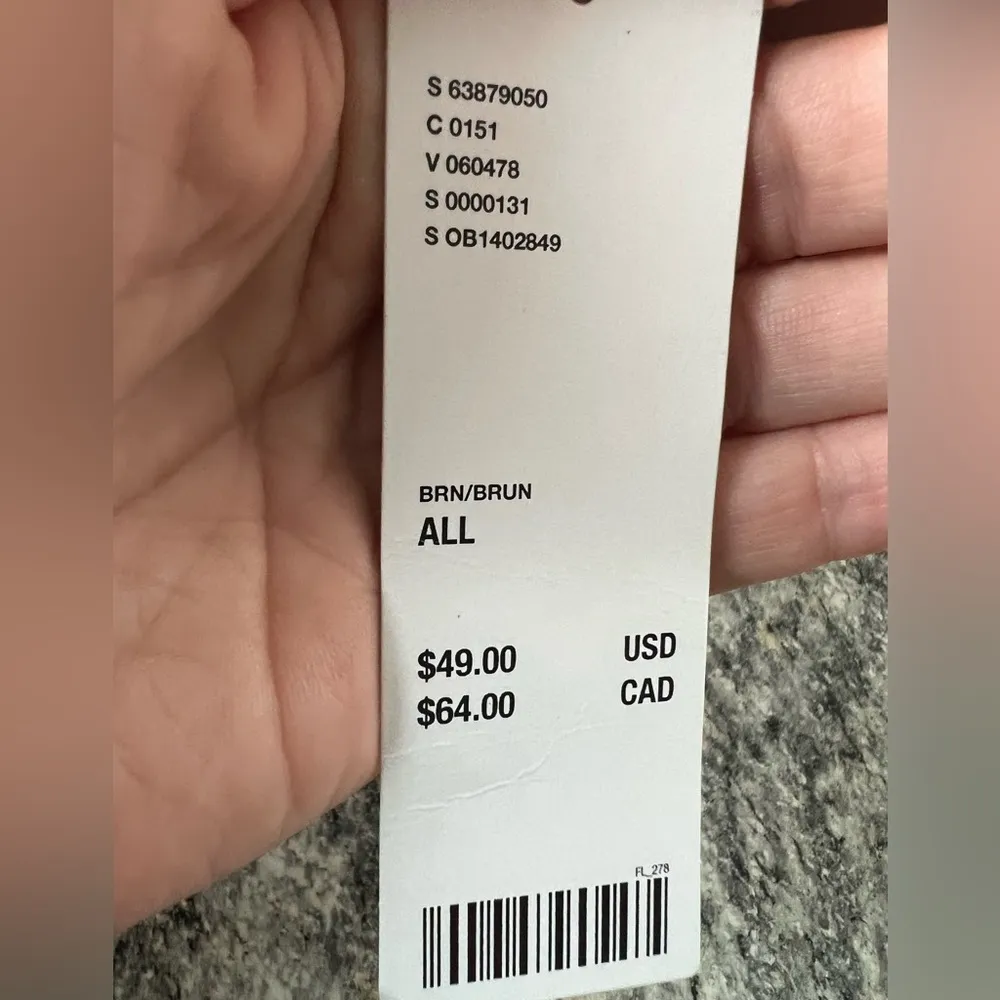 S 63879050
C 0151
V 060478
S 0000131
S OB1402849
BRN/BRUN
ALL
$49.00 USD
$64.00 CAD
FL_278